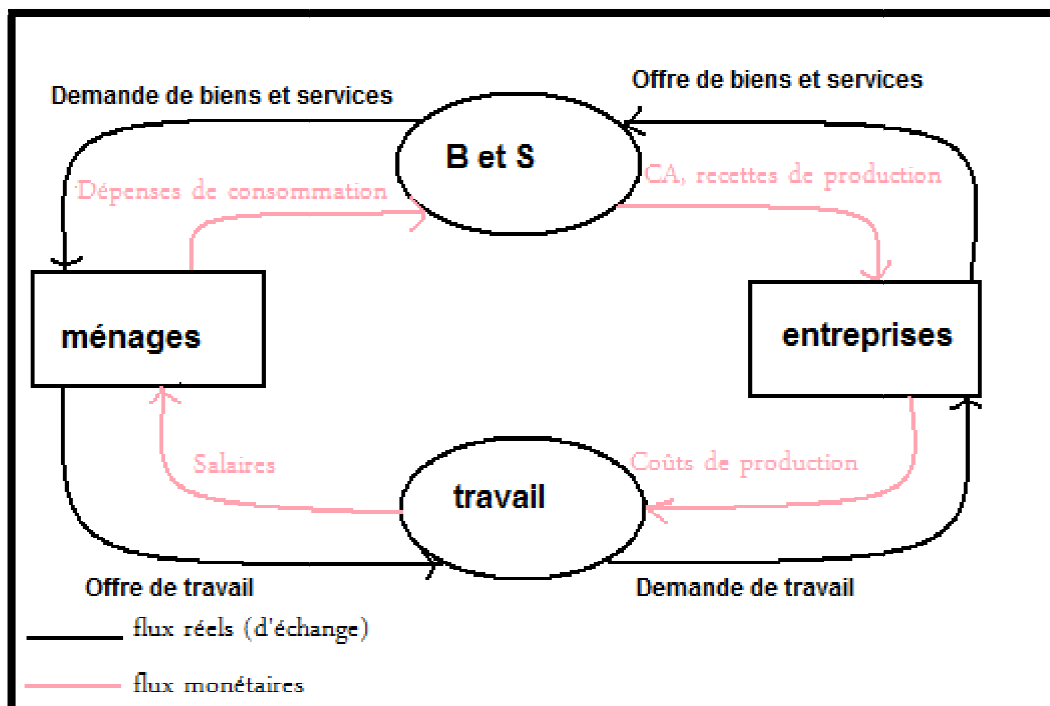 Offre de biens et services
Demande de biens et services
B et S
CA, recettes de production
Dépenses de consommation
ménages
entreprises
Salaires
Coûts de production
travail
Offre de travail
Demande de travail
flux réels (d'échange)
flux monétaires